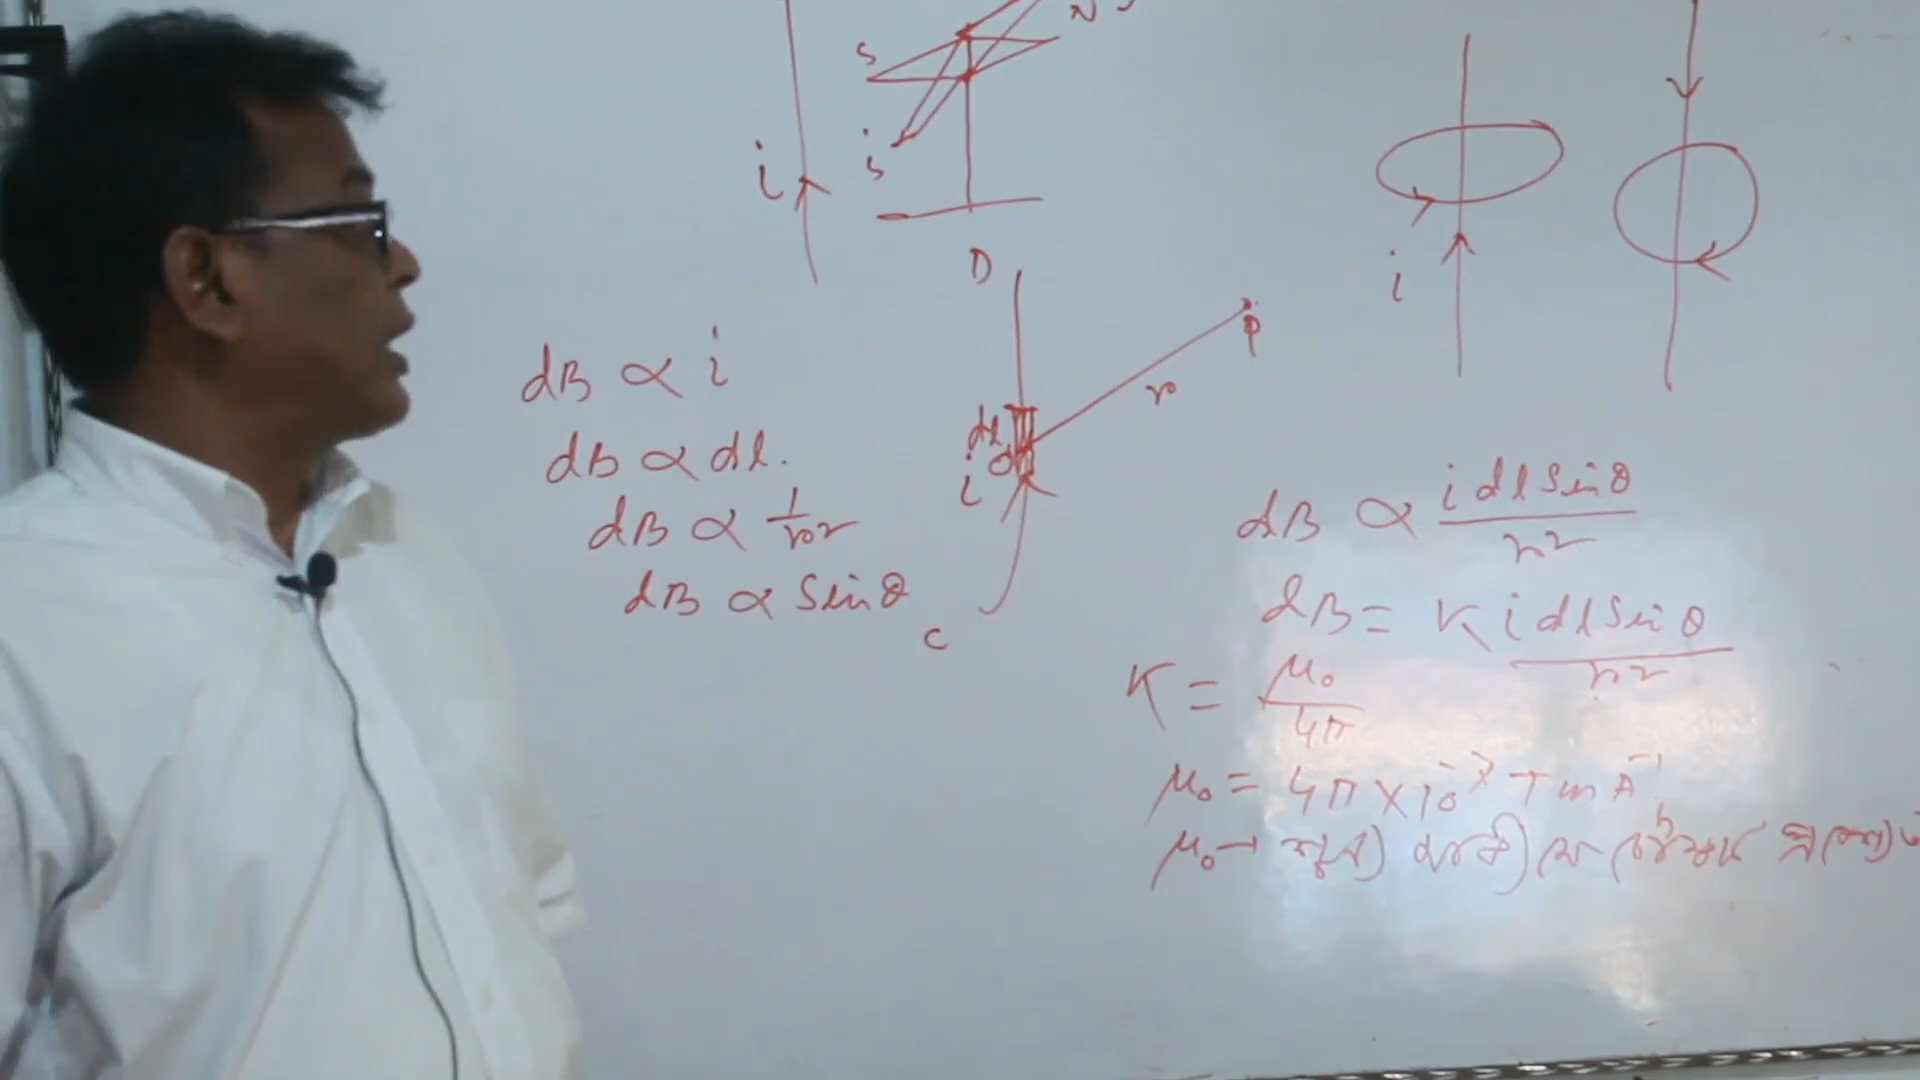 S
N
i
S
i
D
P
r
dl
O
i
C
dB ∝ i
dB ∝ dl.
dB ∝ 1/r²
dB ∝ Sinθ
dB ∝ i dl Sinθ / r²
dB = K i dl Sinθ / r²
K = μ₀ / 4π
μ₀ = 4π × 10⁻⁷ T m A⁻¹
μ₀ → শূন্য